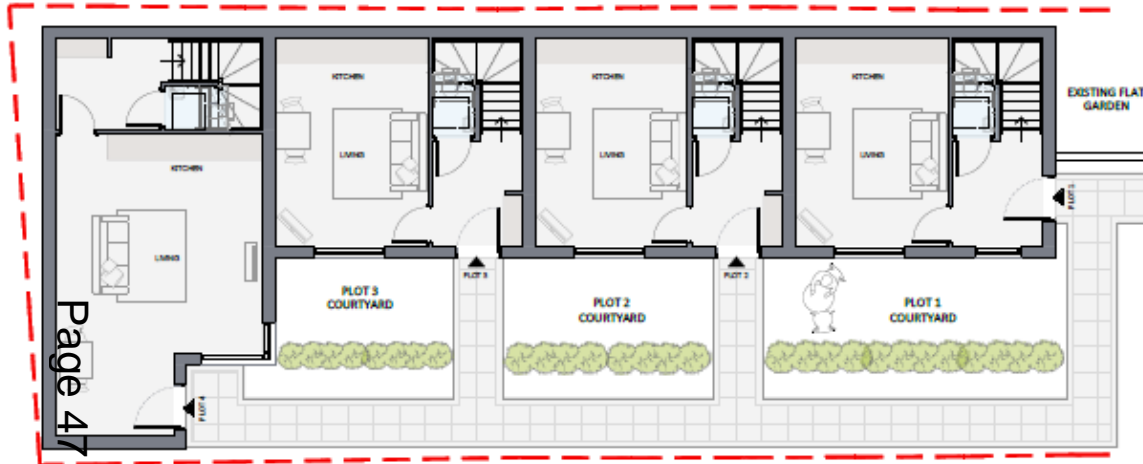 KITCHEN
KITCHEN
KITCHEN
EXISTING FLAT
GARDEN
KITCHEN
LIVING
LIVING
LIVING
PLOT 1
LIVING
PLOT 3
PLOT 2
PLOT 3
COURTYARD
PLOT 2
COURTYARD
PLOT 1
COURTYARD
PLOT 4
Page 47